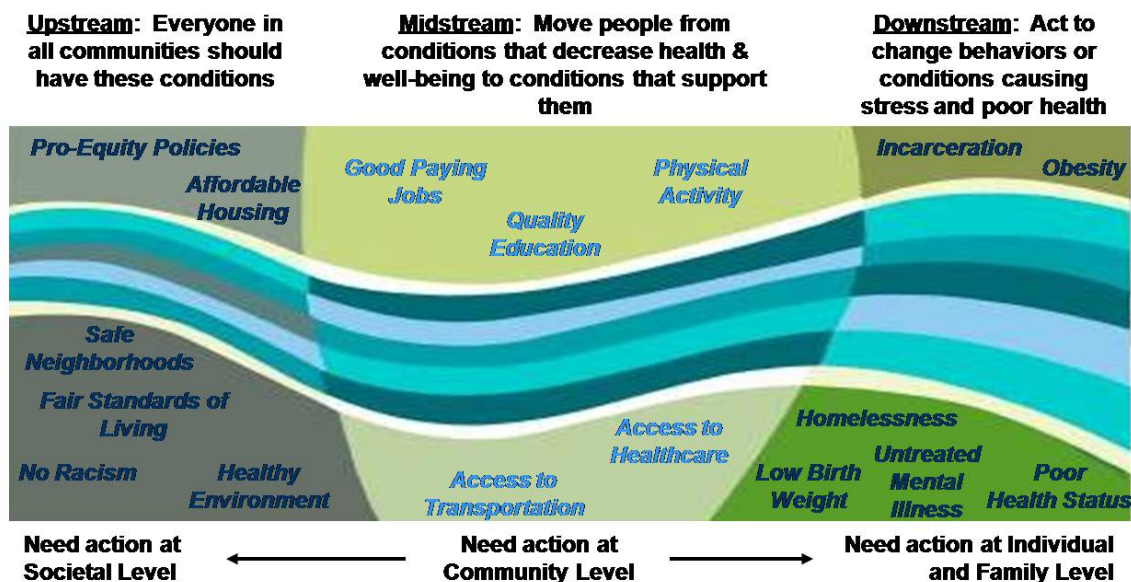 Upstream: Everyone in
all communities should
have these conditions
Midstream: Move people from
conditions that decrease health &
well-being to conditions that support
them
Downstream: Act to
change behaviors or
conditions causing
stress and poor health
Pro-Equity Policies
Affordable
Housing
Good Paying
Jobs
Quality
Education
Physical
Activity
Incarceration
Obesity
Safe
Neighborhoods
Fair Standards of
Living
No Racism
Healthy
Environment
Access to
Transportation
Access to
Healthcare
Homelessness
Low Birth
Weight
Untreated
Mental
Illness
Poor
Health Status
Need action at
Societal Level
Need action at
Community Level
Need action at Individual
and Family Level